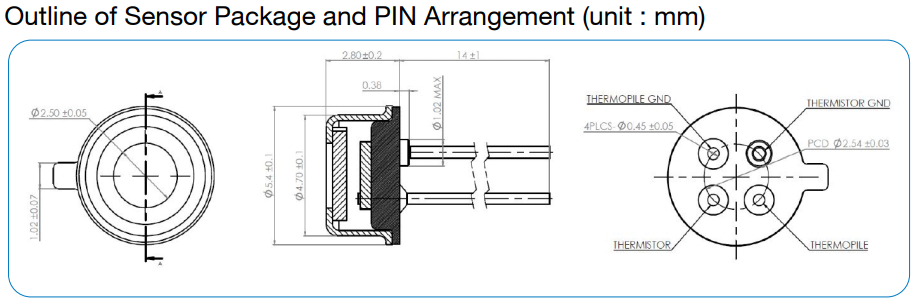 Outline of Sensor Package and PIN Arrangement (unit : mm)
A
Ø2.50 ±0.05
1.02 ±0.07
A
2.80±0.2
14 ±1
0.38
Ø1.02 MAX
Ø5.4 ±0.1
Ø4.70 ±0.1
THERMOPILE GND
THERMISTOR GND
4PLCS-Ø0.45 ±0.05
PCD Ø2.54 ±0.03
THERMISTOR
THERMOPILE